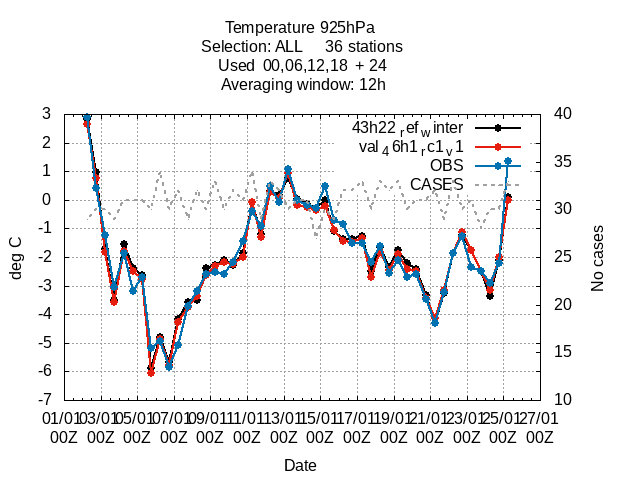 Temperature 925hPa
Selection: ALL 36 stations
Used 00,06,12,18 + 24
Averaging window: 12h
43h22ref winter
val46h1rc1v1
OBS
CASES
3
2
1
0
-1
-2
-3
-4
-5
-6
-7
deg C
40
35
30
25
20
15
10
No cases
01/01 03/01 05/01 07/01 09/01 11/01 13/01 15/01 17/01 19/01 21/01 23/01 25/01 27/01
00Z 00Z 00Z 00Z 00Z 00Z 00Z 00Z 00Z 00Z 00Z 00Z 00Z 00Z
Date